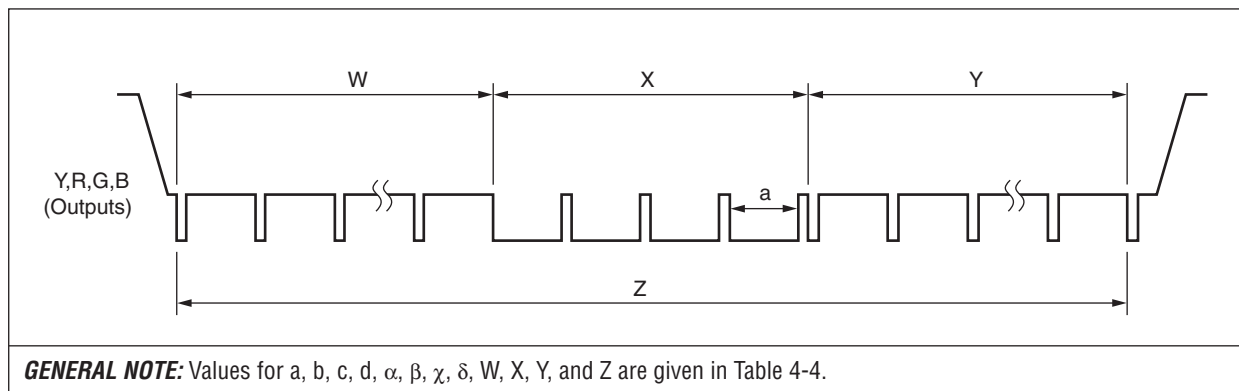 W
X
Y
Y,R,G,B
(Outputs)
a
Z
GENERAL NOTE: Values for a, b, c, d, α, β, χ, δ, W, X, Y, and Z are given in Table 4-4.